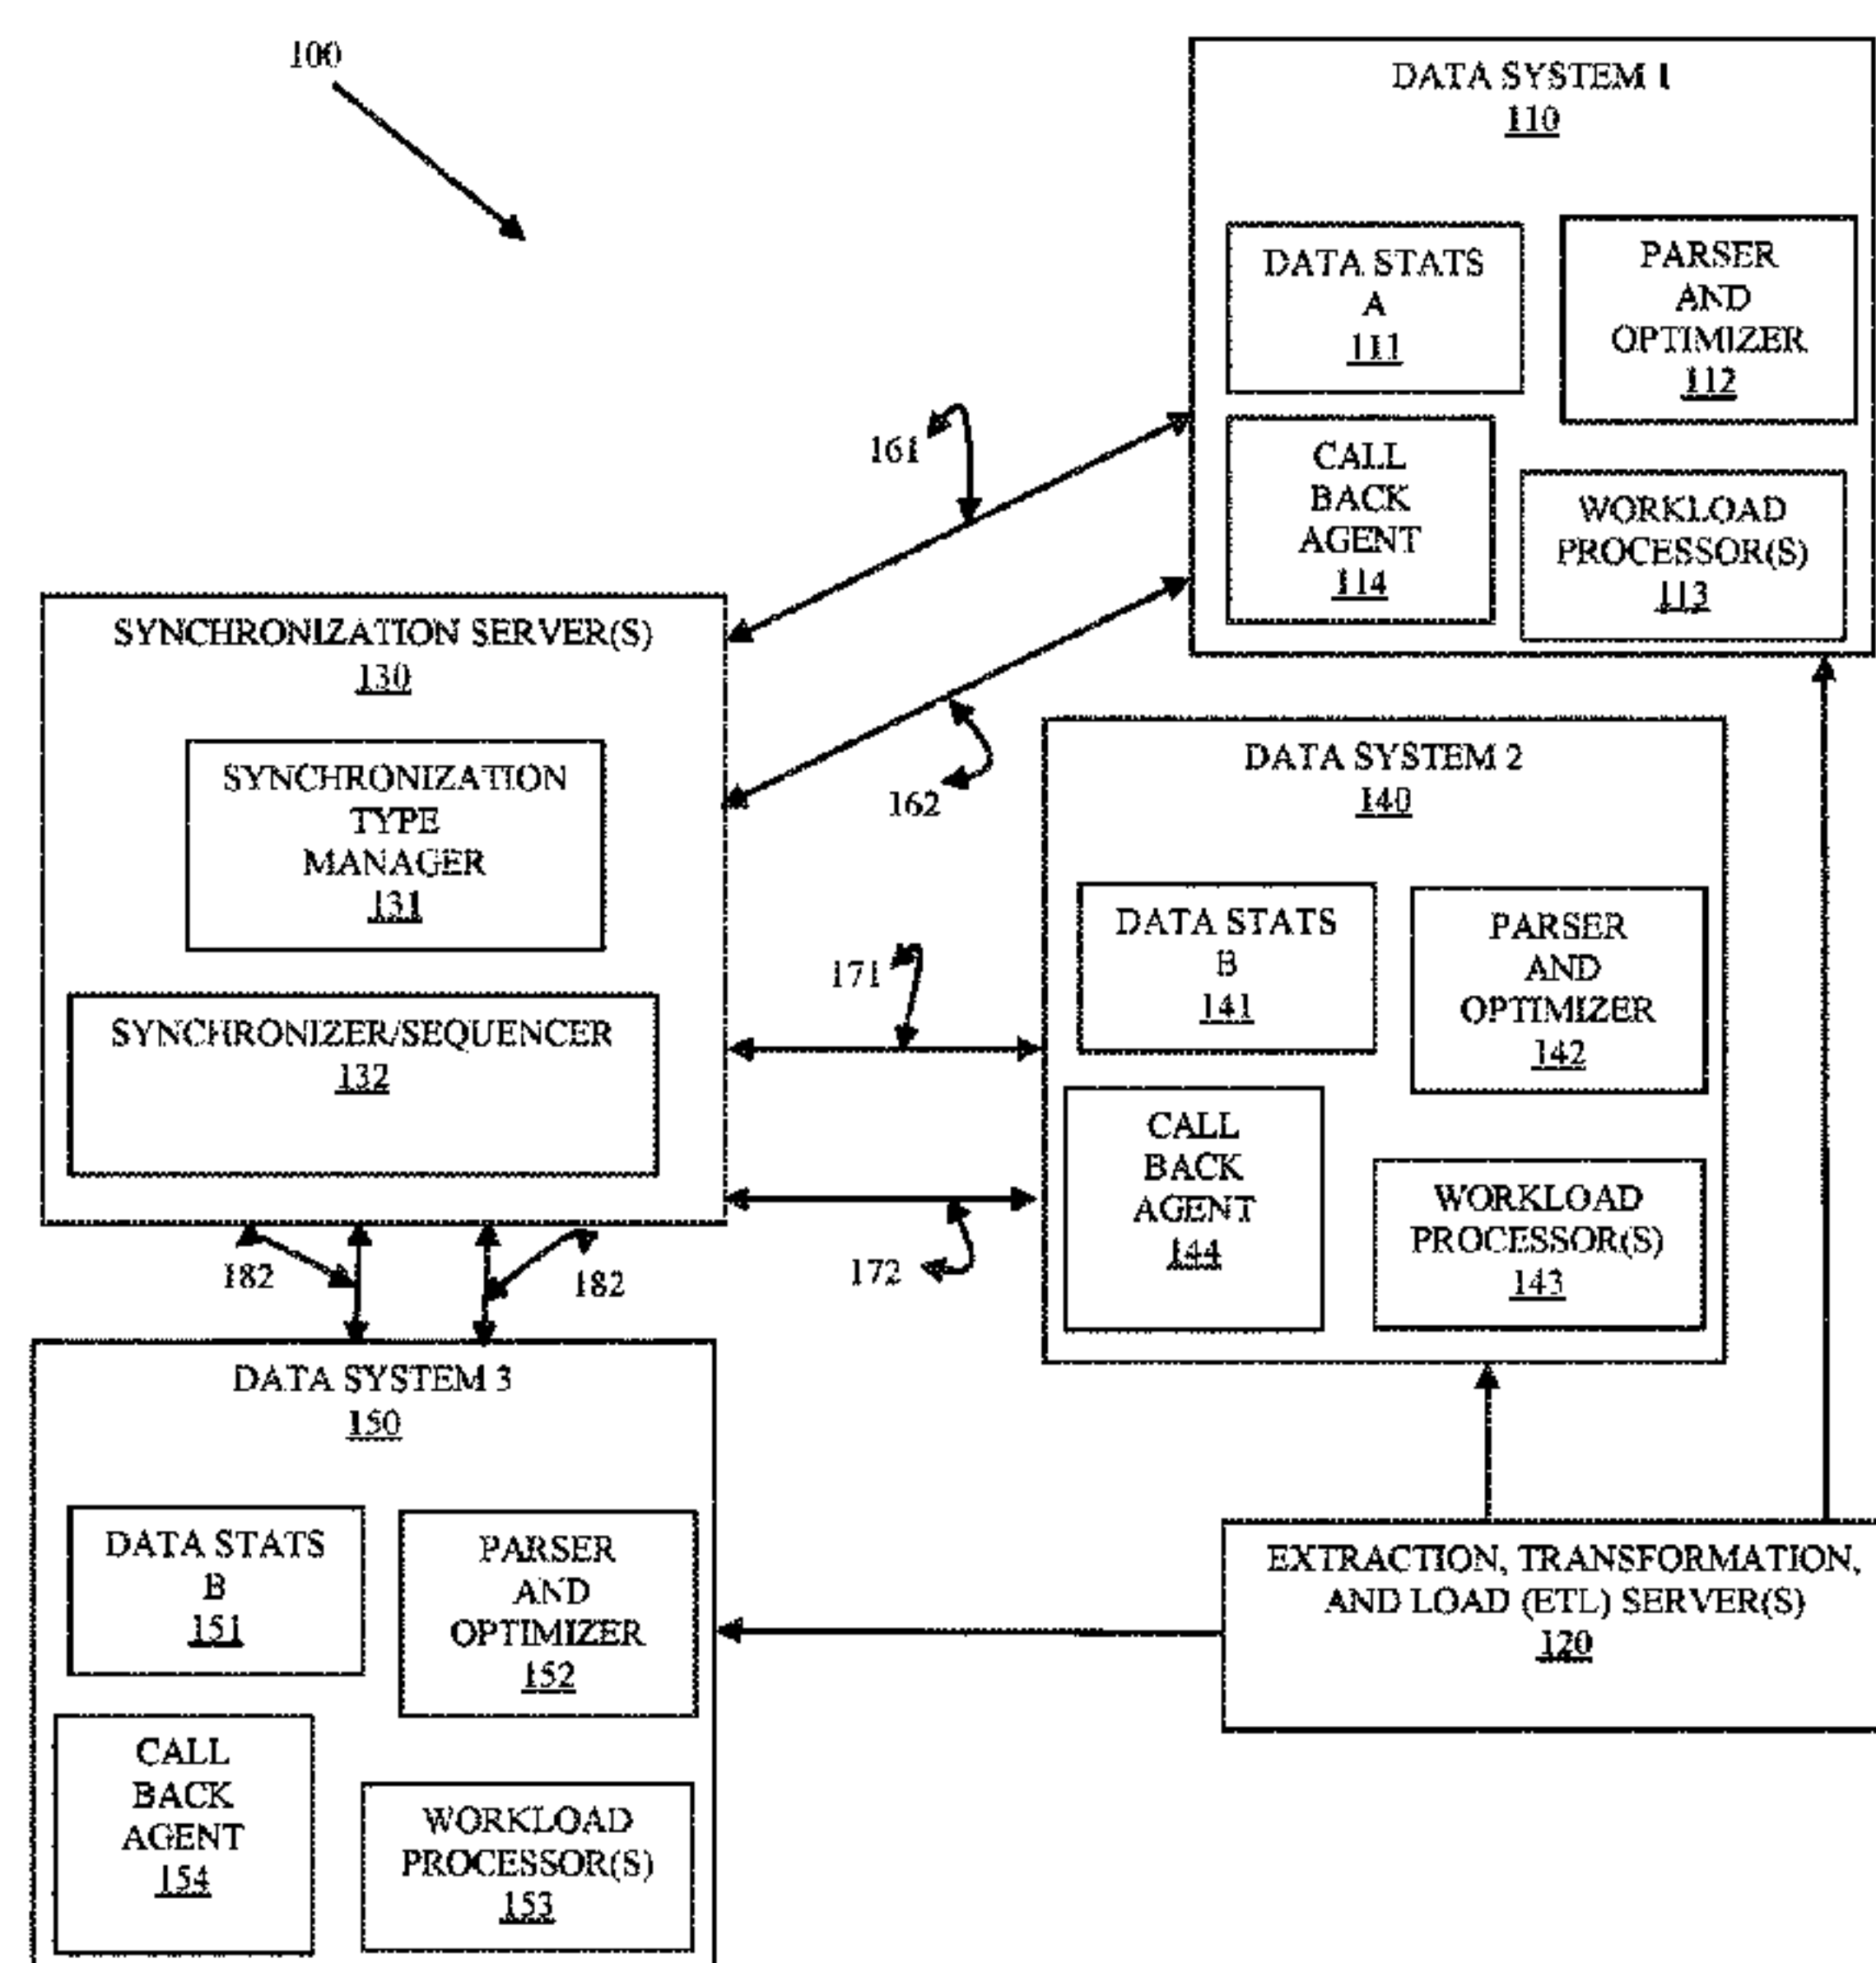 100
DATA SYSTEM 1
110
DATA STATS
A
111
PARSER
AND
OPTIMIZER
112
CALL
BACK
AGENT
114
WORKLOAD
PROCESSOR(S)
113
161
162
SYNCHRONIZATION SERVER(S)
130
SYNCHRONIZATION
TYPE
MANAGER
131
SYNCHRONIZER/SEQUENCER
132
DATA SYSTEM 2
140
DATA STATS
B
141
PARSER
AND
OPTIMIZER
142
CALL
BACK
AGENT
144
WORKLOAD
PROCESSOR(S)
143
171
172
182
182
DATA SYSTEM 3
150
DATA STATS
B
151
PARSER
AND
OPTIMIZER
152
CALL
BACK
AGENT
154
WORKLOAD
PROCESSOR(S)
153
EXTRACTION, TRANSFORMATION,
AND LOAD (ETL) SERVER(S)
120